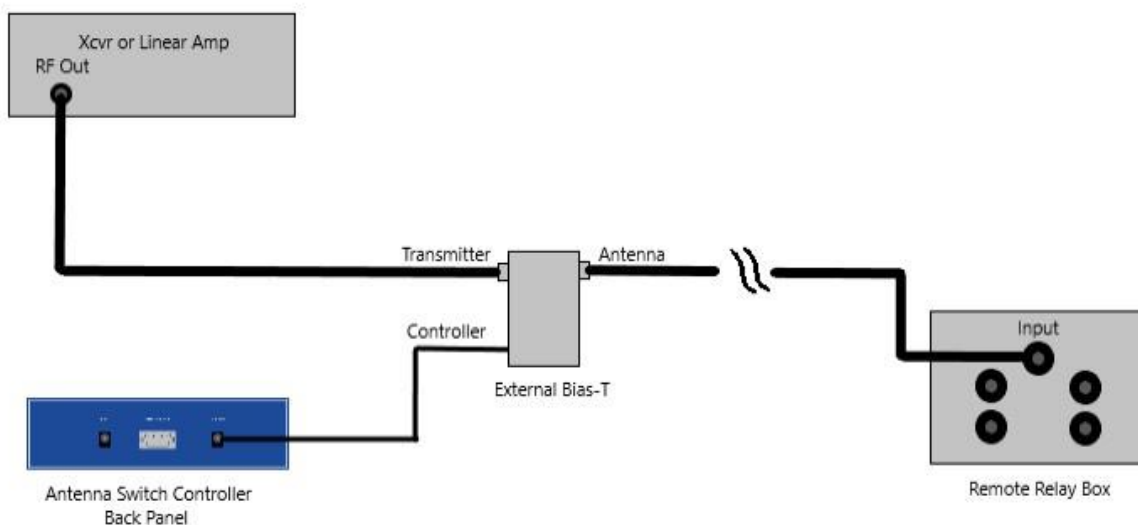 Xcvr or Linear Amp
RF Out
Transmitter
Antenna
Controller
External Bias-T
Input
Remote Relay Box
Antenna Switch Controller
Back Panel